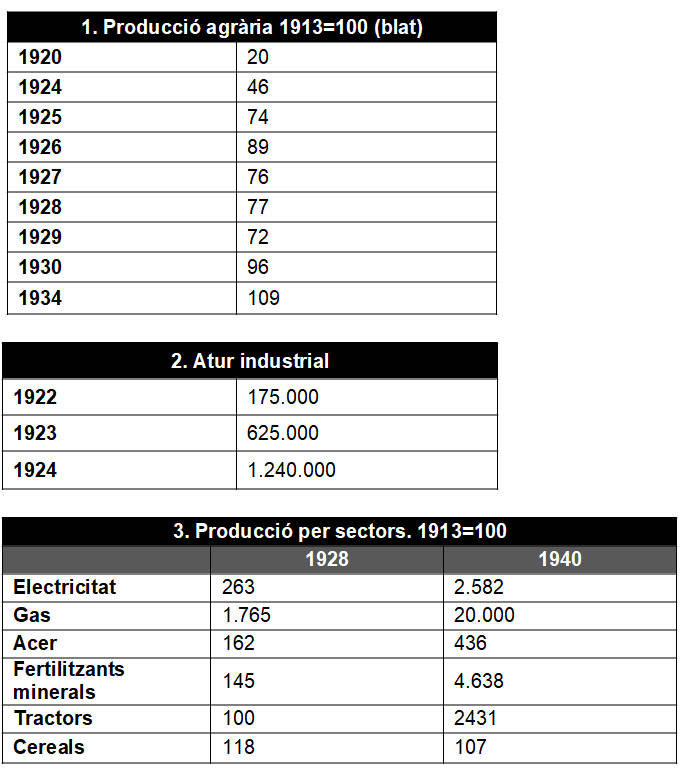 1. Producció agrària 1913=100 (blat)
1920 20
1924 46
1925 74
1926 89
1927 76
1928 77
1929 72
1930 96
1934 109
2. Atur industrial
1922 175.000
1923 625.000
1924 1.240.000
3. Producció per sectors. 1913=100
1928 1940
Electricitat 263 2.582
Gas 1.765 20.000
Acer 162 436
Fertilitzants
minerals 145 4.638
Tractors 100 2431
Cereals 118 107